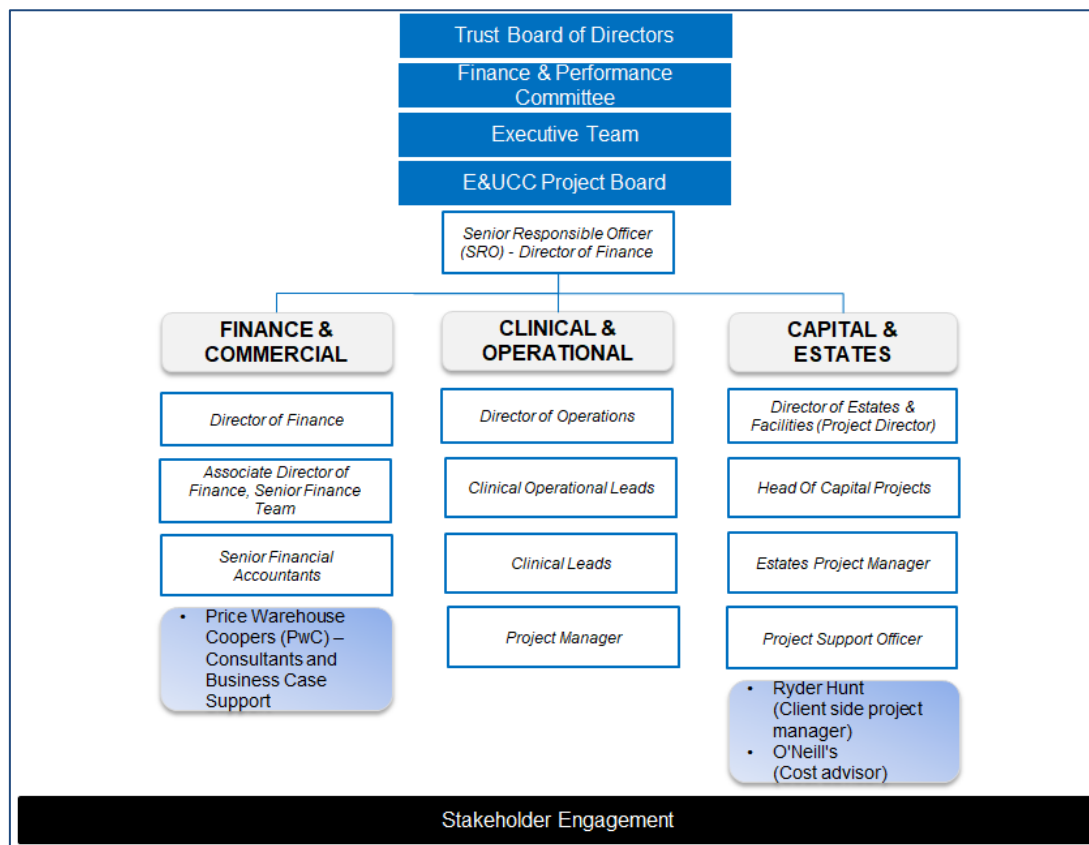 Trust Board of Directors
Finance & Performance
Committee
Executive Team
E&UCC Project Board
Senior Responsible Officer
(SRO) - Director of Finance
FINANCE &
COMMERCIAL
Director of Finance
Associate Director of
Finance, Senior Finance
Team
Senior Financial
Accountants
• Price Warehouse
Coopers (PwC) –
Consultants and
Business Case
Support
CLINICAL &
OPERATIONAL
Director of Operations
Clinical Operational Leads
Clinical Leads
Project Manager
CAPITAL &
ESTATES
Director of Estates &
Facilities (Project Director)
Head Of Capital Projects
Estates Project Manager
Project Support Officer
• Ryder Hunt
(Client side project
manager)
• O'Neill's
(Cost advisor)
Stakeholder Engagement